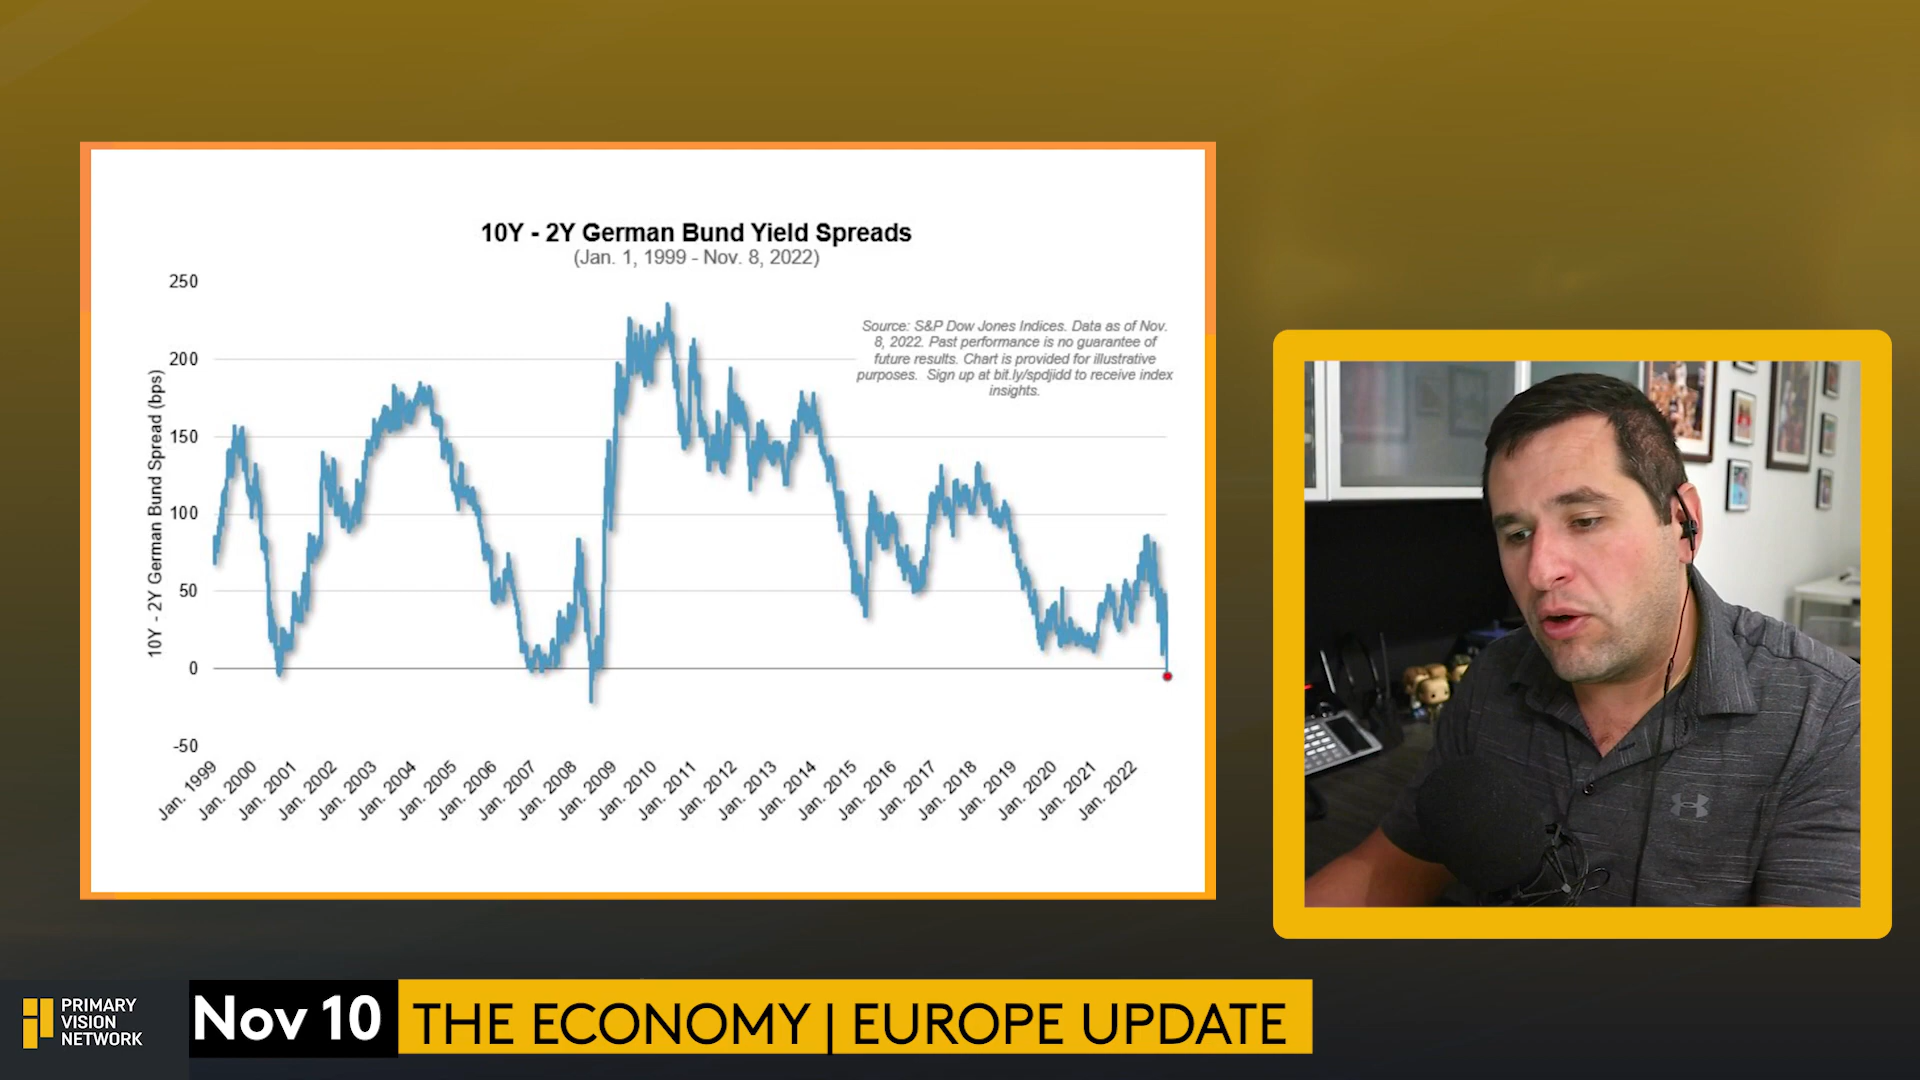 10Y - 2Y German Bund Yield Spreads
(Jan. 1, 1999 - Nov. 8, 2022)
Source: S&P Dow Jones Indices. Data as of Nov.
8, 2022. Past performance is no guarantee of
future results. Chart is provided for illustrative
purposes. Sign up at bit.ly/spdjidd to receive index
insights.
10Y - 2Y German Bund Yield Spread (bps)
250
200
150
100
50
0
-50
Jan. 1999
Jan. 2000
Jan. 2001
Jan. 2002
Jan. 2003
Jan. 2004
Jan. 2005
Jan. 2006
Jan. 2007
Jan. 2008
Jan. 2009
Jan. 2010
Jan. 2011
Jan. 2012
Jan. 2013
Jan. 2014
Jan. 2015
Jan. 2016
Jan. 2017
Jan. 2018
Jan. 2019
Jan. 2020
Jan. 2021
Jan. 2022
PRIMARY
VISION
NETWORK
Nov 10
THE ECONOMY | EUROPE UPDATE